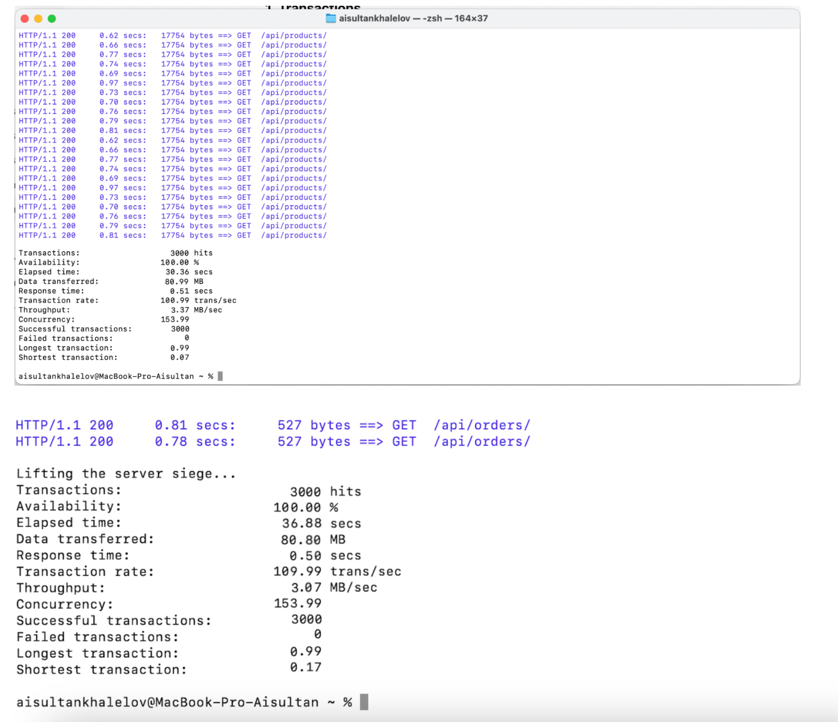 1. Transactions
aisultankhalelov — -zsh — 164×37
HTTP/1.1 200 0.62 secs: 17754 bytes ==> GET /api/products/
HTTP/1.1 200 0.66 secs: 17754 bytes ==> GET /api/products/
HTTP/1.1 200 0.77 secs: 17754 bytes ==> GET /api/products/
HTTP/1.1 200 0.74 secs: 17754 bytes ==> GET /api/products/
HTTP/1.1 200 0.69 secs: 17754 bytes ==> GET /api/products/
HTTP/1.1 200 0.97 secs: 17754 bytes ==> GET /api/products/
HTTP/1.1 200 0.73 secs: 17754 bytes ==> GET /api/products/
HTTP/1.1 200 0.70 secs: 17754 bytes ==> GET /api/products/
HTTP/1.1 200 0.76 secs: 17754 bytes ==> GET /api/products/
HTTP/1.1 200 0.79 secs: 17754 bytes ==> GET /api/products/
HTTP/1.1 200 0.81 secs: 17754 bytes ==> GET /api/products/
HTTP/1.1 200 0.62 secs: 17754 bytes ==> GET /api/products/
HTTP/1.1 200 0.66 secs: 17754 bytes ==> GET /api/products/
HTTP/1.1 200 0.77 secs: 17754 bytes ==> GET /api/products/
HTTP/1.1 200 0.74 secs: 17754 bytes ==> GET /api/products/
HTTP/1.1 200 0.69 secs: 17754 bytes ==> GET /api/products/
HTTP/1.1 200 0.97 secs: 17754 bytes ==> GET /api/products/
HTTP/1.1 200 0.73 secs: 17754 bytes ==> GET /api/products/
HTTP/1.1 200 0.70 secs: 17754 bytes ==> GET /api/products/
HTTP/1.1 200 0.76 secs: 17754 bytes ==> GET /api/products/
HTTP/1.1 200 0.79 secs: 17754 bytes ==> GET /api/products/
HTTP/1.1 200 0.81 secs: 17754 bytes ==> GET /api/products/
Transactions: 3000 hits
Availability: 100.00 %
Elapsed time: 30.36 secs
Data transferred: 80.99 MB
Response time: 0.51 secs
Transaction rate: 100.99 trans/sec
Throughput: 3.37 MB/sec
Concurrency: 153.99
Successful transactions: 3000
Failed transactions: 0
Longest transaction: 0.99
Shortest transaction: 0.07
aisultankhalelov@MacBook-Pro-Aisultan ~ %
HTTP/1.1 200 0.81 secs: 527 bytes ==> GET /api/orders/
HTTP/1.1 200 0.78 secs: 527 bytes ==> GET /api/orders/
Lifting the server siege...
Transactions: 3000 hits
Availability: 100.00 %
Elapsed time: 36.88 secs
Data transferred: 80.80 MB
Response time: 0.50 secs
Transaction rate: 109.99 trans/sec
Throughput: 3.07 MB/sec
Concurrency: 153.99
Successful transactions: 3000
Failed transactions: 0
Longest transaction: 0.99
Shortest transaction: 0.17
aisultankhalelov@MacBook-Pro-Aisultan ~ %